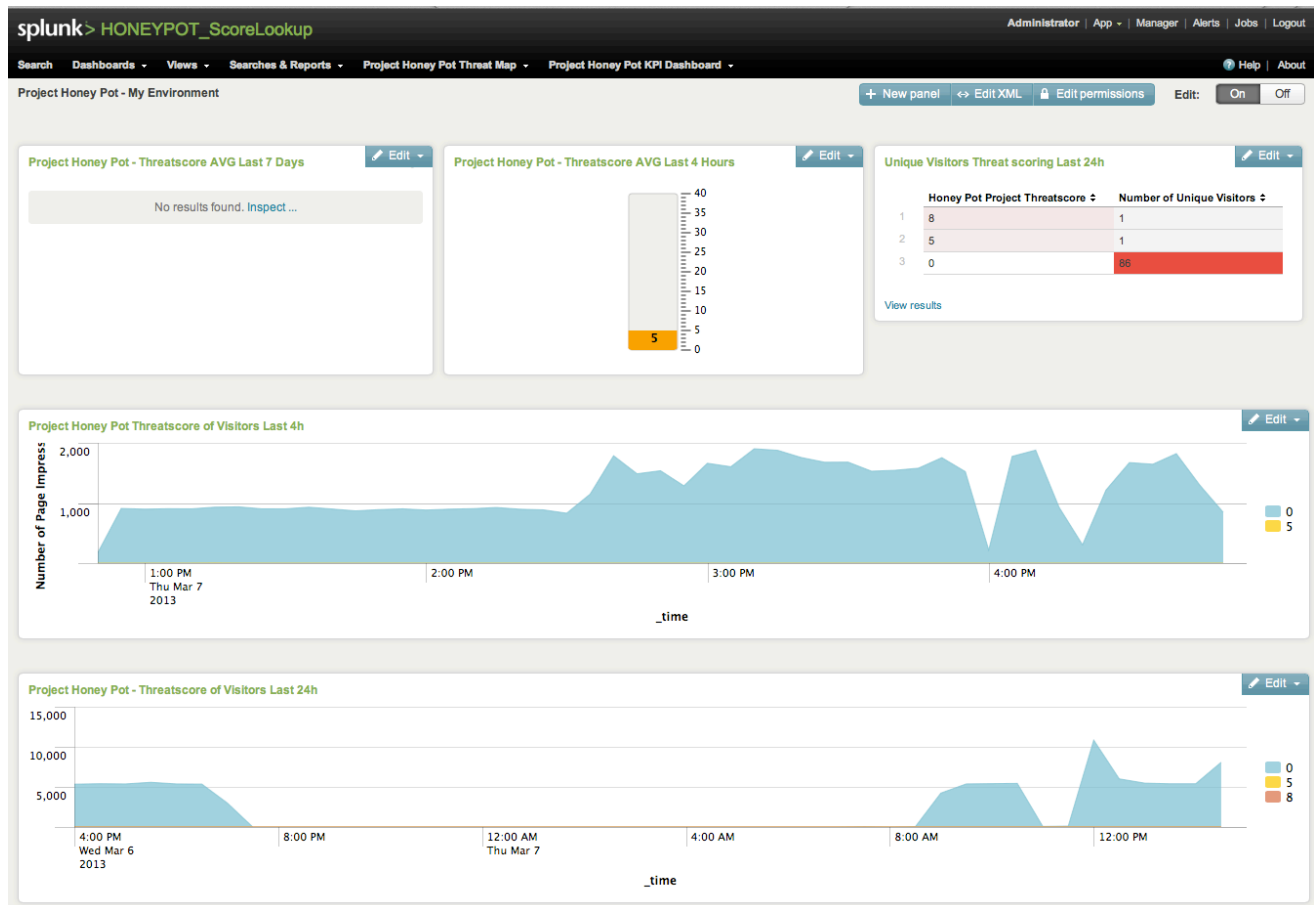 splunk> HONEYPOT_ScoreLookup
Administrator | App | Manager | Alerts | Jobs | Logout
Search Dashboards Views Searches & Reports Project Honey Pot Threat Map Project Honey Pot KPI Dashboard
Help | About
Project Honey Pot - My Environment
+ New panel Edit XML Edit permissions Edit: On Off
Project Honey Pot - Threatscore AVG Last 7 Days
Edit
No results found. Inspect ...
Project Honey Pot - Threatscore AVG Last 4 Hours
Edit
40
35
30
25
20
15
10
5
0
5
Unique Visitors Threat scoring Last 24h
Edit
Honey Pot Project Threatscore Number of Unique Visitors
1 8 1
2 5 1
3 0 86
View results
Project Honey Pot Threatscore of Visitors Last 4h
Edit
Number of Page Impress
2,000
1,000
0
5
1:00 PM 2:00 PM 3:00 PM 4:00 PM
Thu Mar 7
2013
_time
Project Honey Pot - Threatscore of Visitors Last 24h
Edit
15,000
10,000
5,000
0
5
8
4:00 PM 8:00 PM 12:00 AM 4:00 AM 8:00 AM 12:00 PM
Wed Mar 6 Thu Mar 7
2013
_time